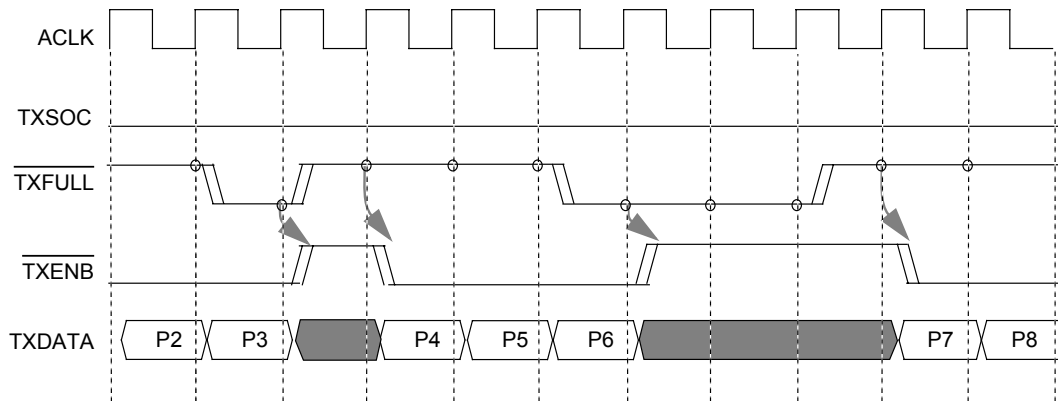 ACLK
TXSOC
TXFULL
TXENB
TXDATA P2 P3 P4 P5 P6 P7 P8